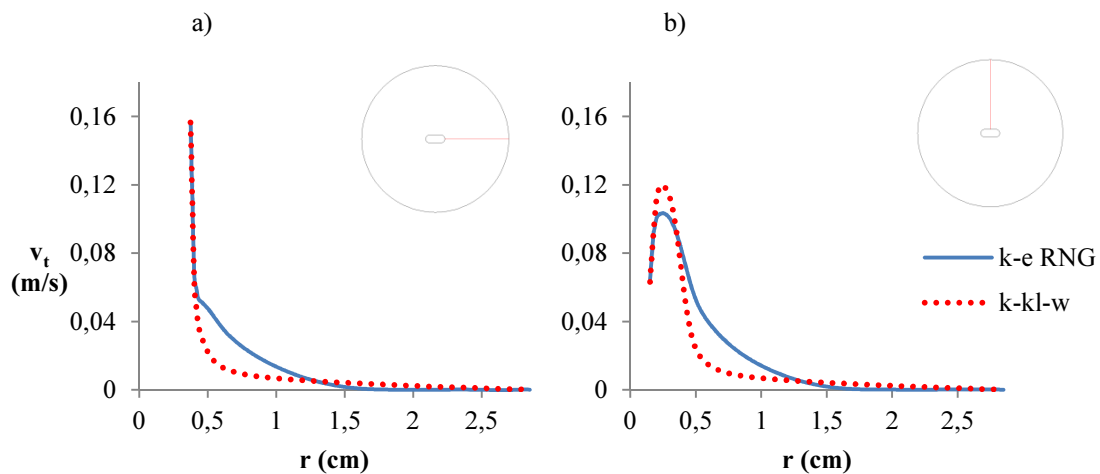 a)
b)
0,16
0,12
0,08
0,04
0
v_t
(m/s)
0 0,5 1 1,5 2 2,5
r (cm)
0,16
0,12
0,08
0,04
0
0 0,5 1 1,5 2 2,5
r (cm)
k-e RNG
k-kl-w